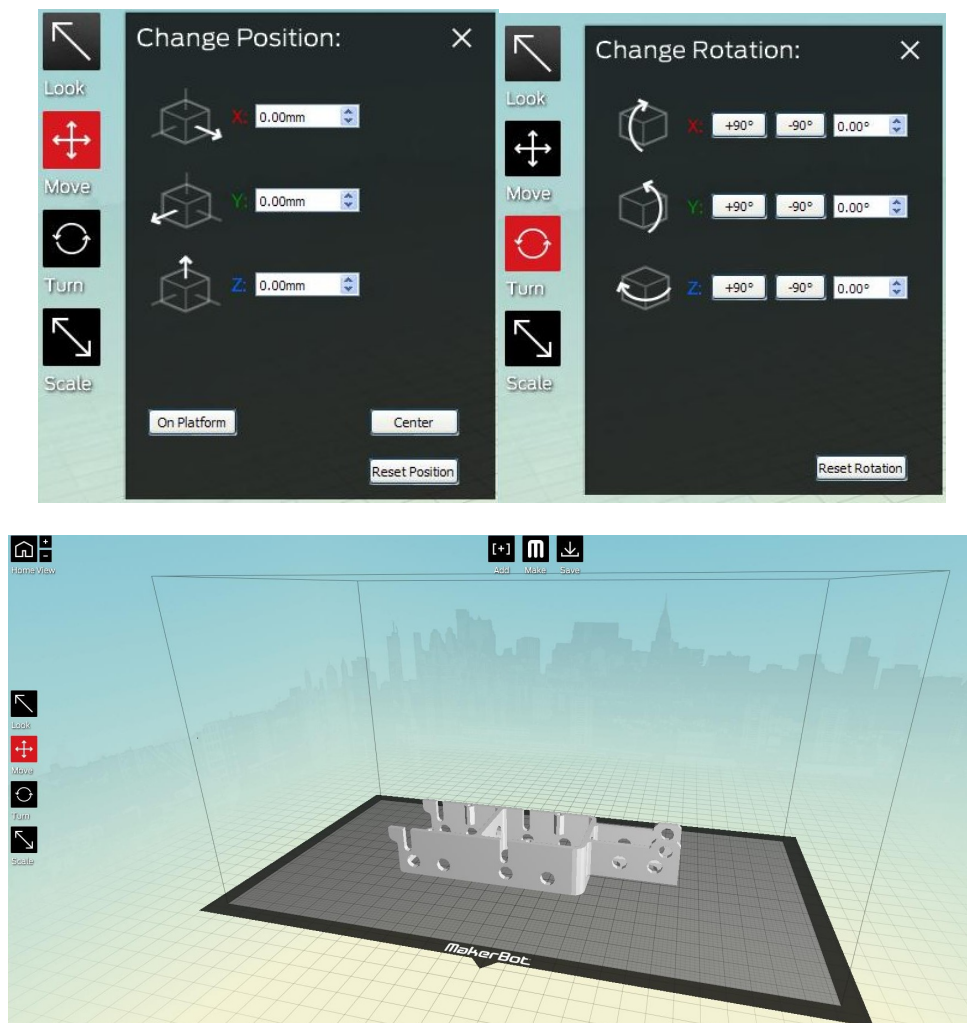 Change Position:
Look
X: 0.00mm
Move
Y: 0.00mm
Turn
Z: 0.00mm
Scale
On Platform
Center
Reset Position
Change Rotation:
Look
X: +90° -90° 0.00°
Move
Y: +90° -90° 0.00°
Turn
Z: +90° -90° 0.00°
Scale
Reset Rotation
[+] M
+
-
Home View
Add Make Save
Look
Move
Turn
Scale
MakerBot